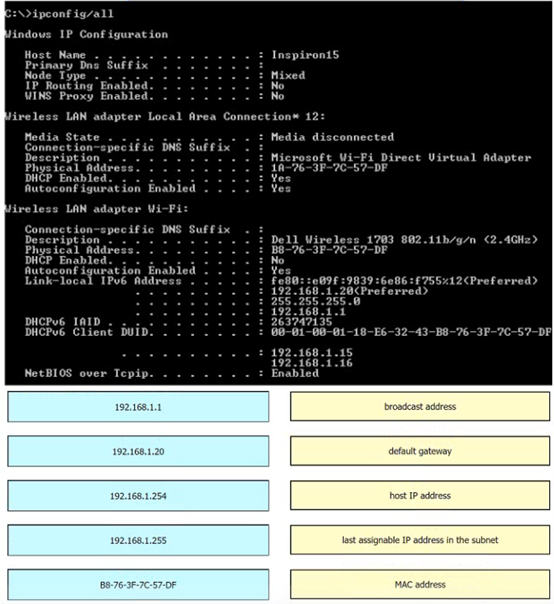 C:\>ipconfig/all
Windows IP Configuration
Host Name . . . . . . . . . . . . : Inspiron15
Primary Dns Suffix . . . . . . . :
Node Type . . . . . . . . . . . . : Mixed
IP Routing Enabled. . . . . . . . : No
WINS Proxy Enabled. . . . . . . . : No
Wireless LAN adapter Local Area Connection* 12:
Media State . . . . . . . . . . . : Media disconnected
Connection-specific DNS Suffix . :
Description . . . . . . . . . . . : Microsoft Wi-Fi Direct Virtual Adapter
Physical Address. . . . . . . . . : 1A-76-3F-7C-57-DF
DHCP Enabled. . . . . . . . . . . : Yes
Autoconfiguration Enabled . . . . : Yes
Wireless LAN adapter Wi-Fi:
Connection-specific DNS Suffix . :
Description . . . . . . . . . . . : Dell Wireless 1703 802.11b/g/n (2.4GHz)
Physical Address. . . . . . . . . : B8-76-3F-7C-57-DF
DHCP Enabled. . . . . . . . . . . : No
Autoconfiguration Enabled . . . . : Yes
Link-local IPv6 Address . . . . . : fe80::e09f:9839:6e86:f755%12(Preferred)
. . . . . . . . . . : 192.168.1.20(Preferred)
. . . . . . . . . . : 255.255.255.0
. . . . . . . . . . : 192.168.1.1
DHCPv6 IAID . . . . . . . . . . . : 263747135
DHCPv6 Client DUID. . . . . . . . : 00-01-00-01-18-E6-32-43-B8-76-3F-7C-57-DF
. . . . . . . . . . . : 192.168.1.15
192.168.1.16
NetBIOS over Tcpip. . . . . . . . : Enabled
192.168.1.1 broadcast address
192.168.1.20 default gateway
192.168.1.254 host IP address
192.168.1.255 last assignable IP address in the subnet
B8-76-3F-7C-57-DF MAC address